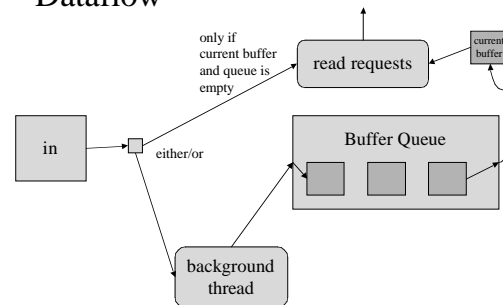 Dataflow
only if
current buffer
and queue is
empty
read requests
current
buffer
in
either/or
Buffer Queue
background
thread